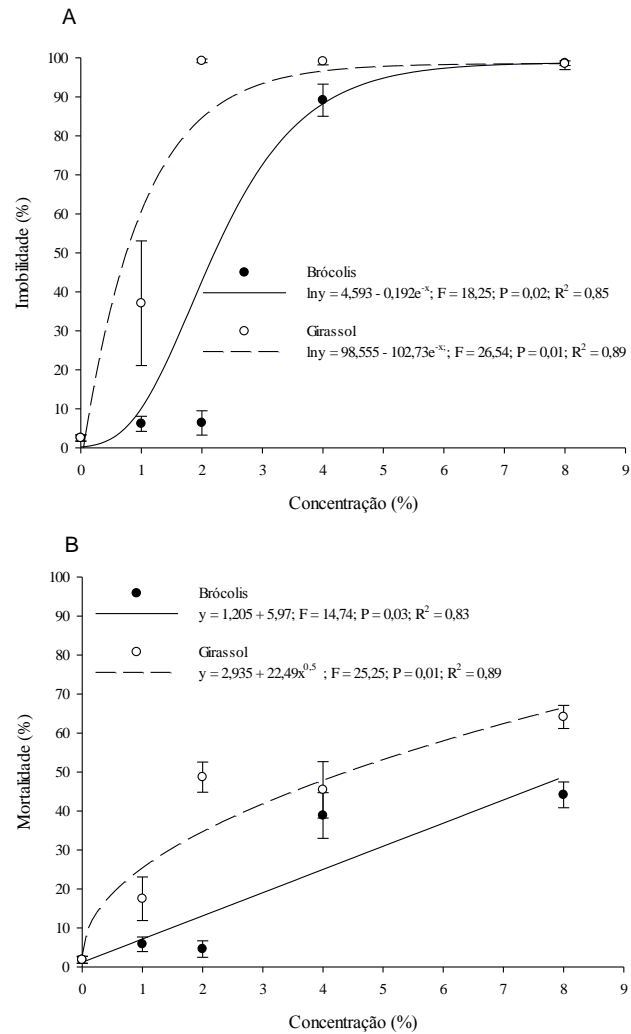 A
100
90
80
70
60
50
40
30
20
10
0
Imobilidade (%)
Brócolis
lny = 4,593 - 0,192e^-x; F = 18,25; P = 0,02; R² = 0,85
Girassol
lny = 98,555 - 102,73e^-x; F = 26,54; P = 0,01; R² = 0,89
0 1 2 3 4 5 6 7 8 9
Concentração (%)
B
100
90
80
70
60
50
40
30
20
10
0
Mortalidade (%)
Brócolis
y = 1,205 + 5,97; F = 14,74; P = 0,03; R² = 0,83
Girassol
y = 2,935 + 22,49x^0,5 ; F = 25,25; P = 0,01; R² = 0,89
0 1 2 3 4 5 6 7 8 9
Concentração (%)